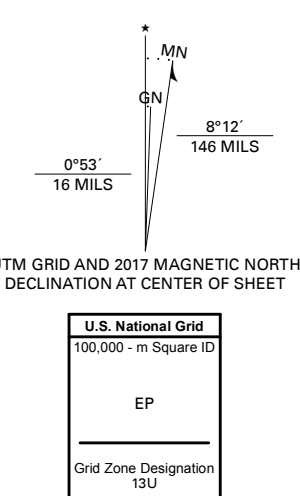 ★
MN
GN
8°12´
146 MILS
0°53´
16 MILS
UTM GRID AND 2017 MAGNETIC NORTH
DECLINATION AT CENTER OF SHEET
U.S. National Grid
100,000 - m Square ID
EP
Grid Zone Designation
13U